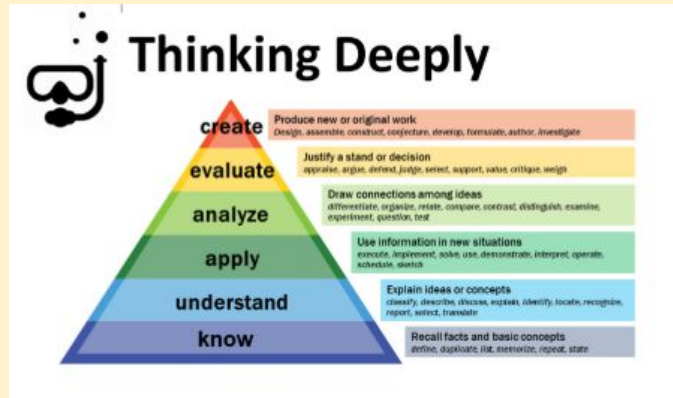 Thinking Deeply
create
Produce new or original work
Design, assemble, construct, conjecture, develop, formulate, author, investigate
evaluate
Justify a stand or decision
appraise, argue, defend, judge, select, support, value, critique, weigh
analyze
Draw connections among ideas
differentiate, organize, relate, compare, contrast, distinguish, examine,
experiment, question, test
apply
Use information in new situations
execute, implement, solve, use, demonstrate, interpret, operate,
schedule, sketch
understand
Explain ideas or concepts
classify, describe, discuss, explain, identify, locate, recognize,
report, select, translate
know
Recall facts and basic concepts
define, duplicate, list, memorize, repeat, state